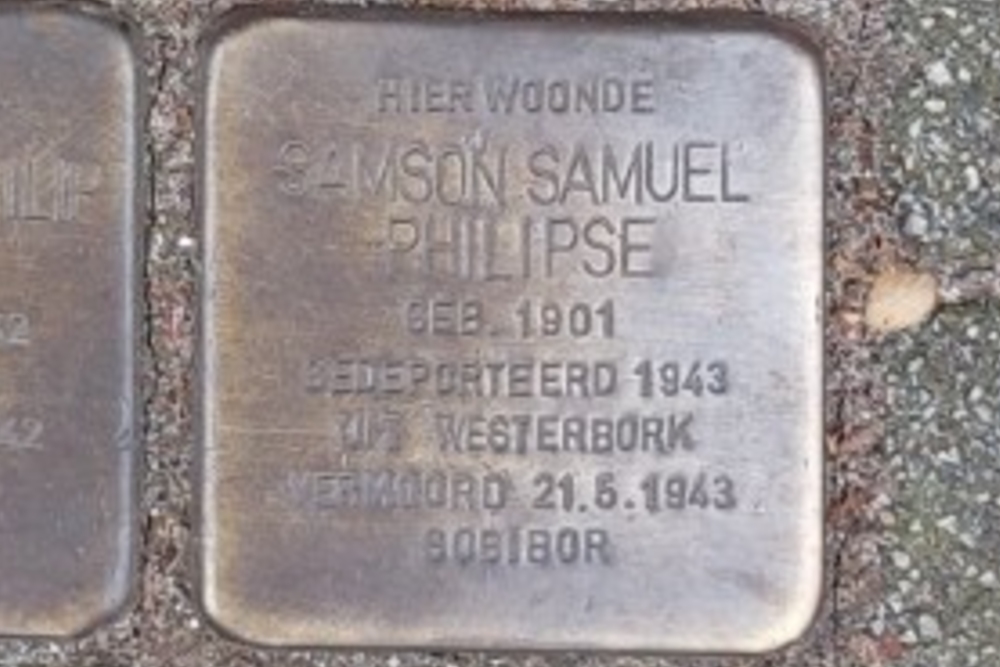 HIER WOONDE
SAMSON SAMUEL
PHILIPSE
GEB. 1901
GEDEPORTEERD 1943
UIT WESTERBORK
VERMOORD 21.5.1943
SOBIBOR